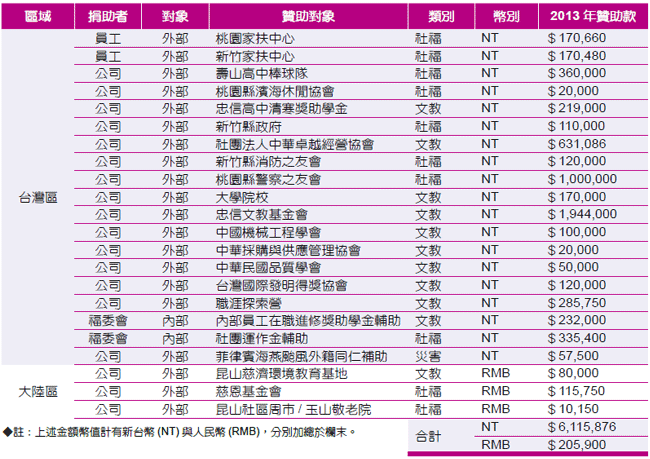 區域 捐助者 對象 贊助對象 類別 幣別 2013 年贊助款
台灣區
員工 外部 桃園家扶中心 社福 NT $ 170,660
員工 外部 新竹家扶中心 社福 NT $ 170,480
公司 外部 壽山高中棒球隊 社福 NT $ 360,000
公司 外部 桃園縣濱海休閒協會 社福 NT $ 20,000
公司 外部 忠信高中清寒獎助學金 文教 NT $ 219,000
公司 外部 新竹縣政府 社福 NT $ 110,000
公司 外部 社團法人中華卓越經營協會 文教 NT $ 631,086
公司 外部 新竹縣消防之友會 社福 NT $ 120,000
公司 外部 桃園縣警察之友會 社福 NT $ 1,000,000
公司 外部 大學院校 文教 NT $ 170,000
公司 外部 忠信文教基金會 文教 NT $ 1,944,000
公司 外部 中國機械工程學會 文教 NT $ 100,000
公司 外部 中華採購與供應管理協會 文教 NT $ 20,000
公司 外部 中華民國品質學會 文教 NT $ 50,000
公司 外部 台灣國際發明得獎協會 文教 NT $ 120,000
公司 外部 職涯探索營 文教 NT $ 285,750
福委會 內部 內部員工在職進修獎助學金輔助 文教 NT $ 232,000
福委會 內部 社團運作金輔助 社福 NT $ 335,400
公司 外部 菲律賓海燕颱風外籍同仁補助 災害 NT $ 57,500
大陸區
公司 外部 昆山慈濟環境教育基地 文教 RMB $ 80,000
公司 外部 慈恩基金會 社福 RMB $ 115,750
公司 外部 昆山社區周市 / 玉山敬老院 社福 RMB $ 10,150
◆註：上述金額幣值計有新台幣 (NT) 與人民幣 (RMB)，分別加總於欄末。
合計
NT $ 6,115,876
RMB $ 205,900